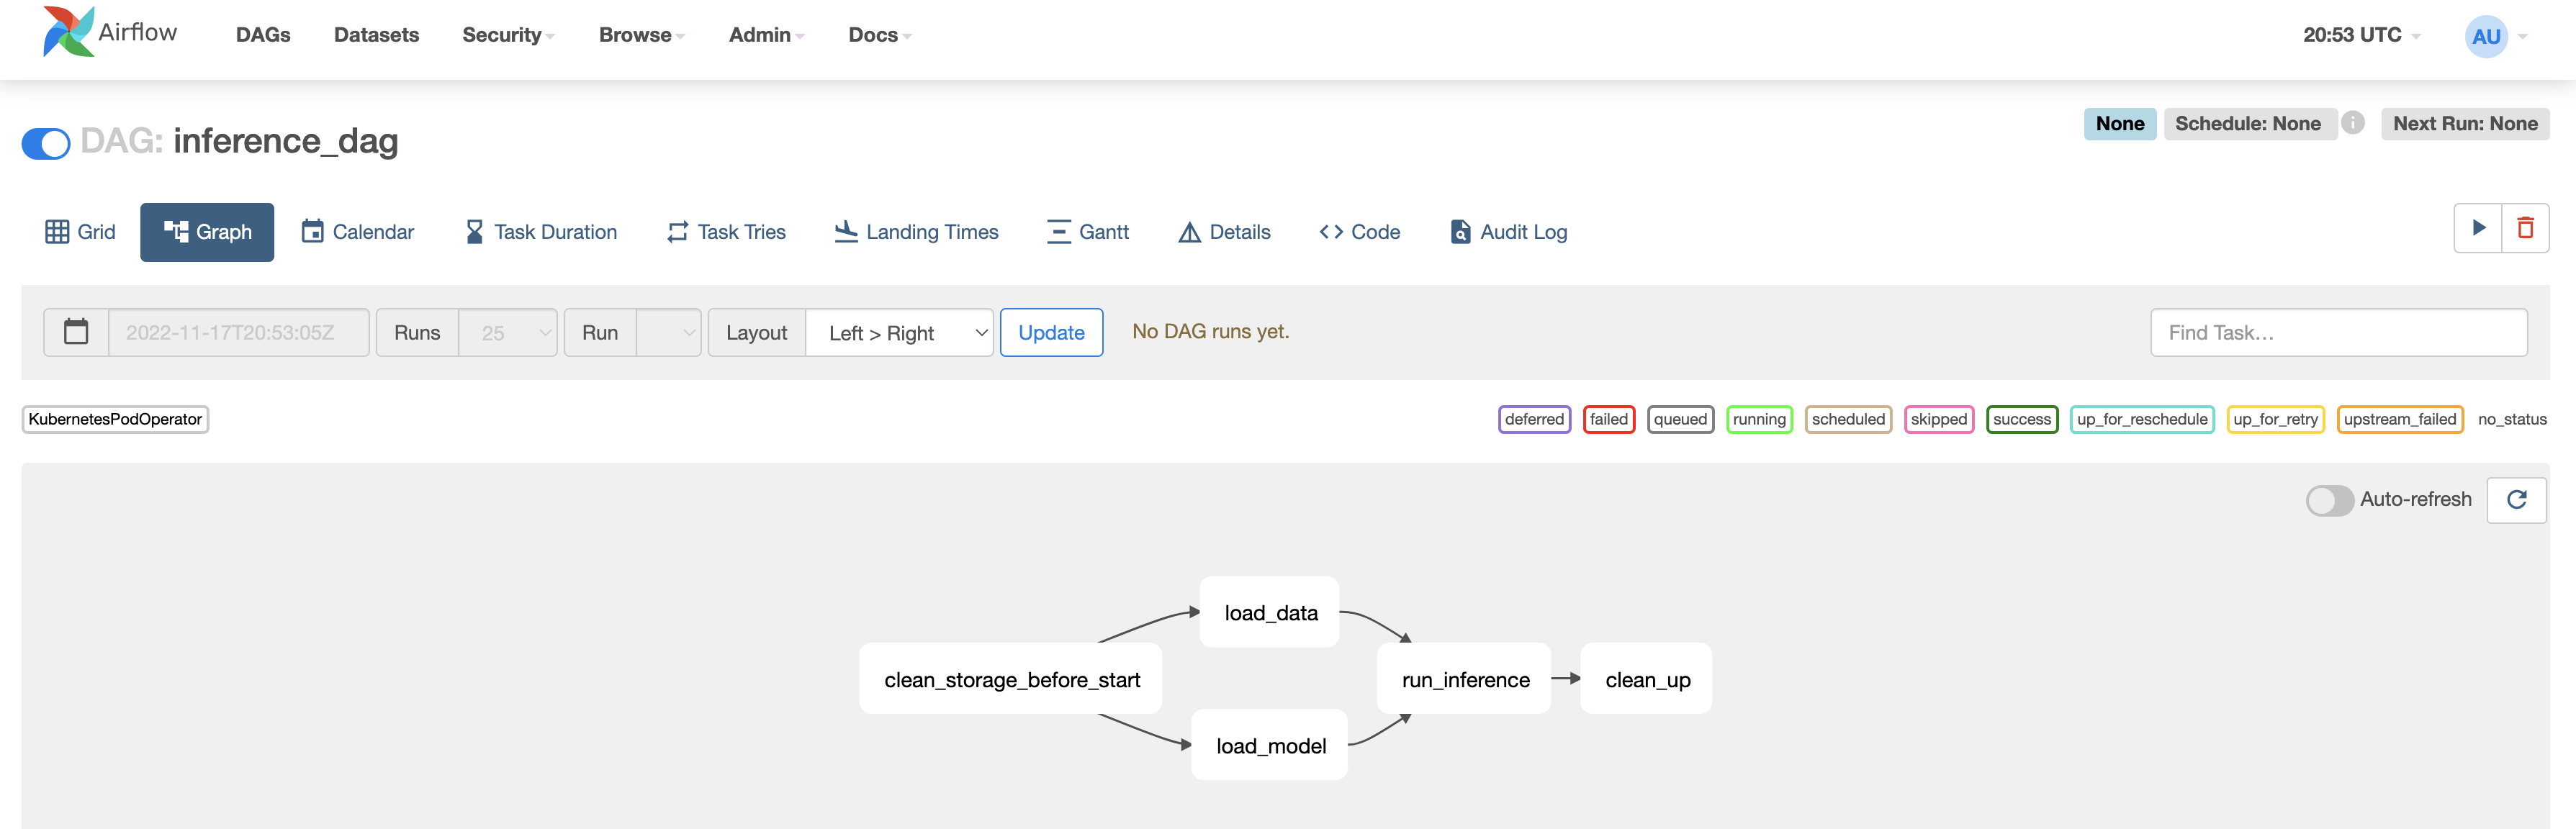 Airflow DAGs Datasets Security Browse Admin Docs 20:53 UTC AU
DAG: inference_dag None Schedule: None i Next Run: None
Grid Graph Calendar Task Duration Task Tries Landing Times Gantt Details Code Audit Log
2022-11-17T20:53:05Z Runs 25 Run Layout Left > Right Update No DAG runs yet. Find Task...
KubernetesPodOperator deferred failed queued running scheduled skipped success up_for_reschedule up_for_retry upstream_failed no_status
Auto-refresh
load_data
clean_storage_before_start run_inference clean_up
load_model